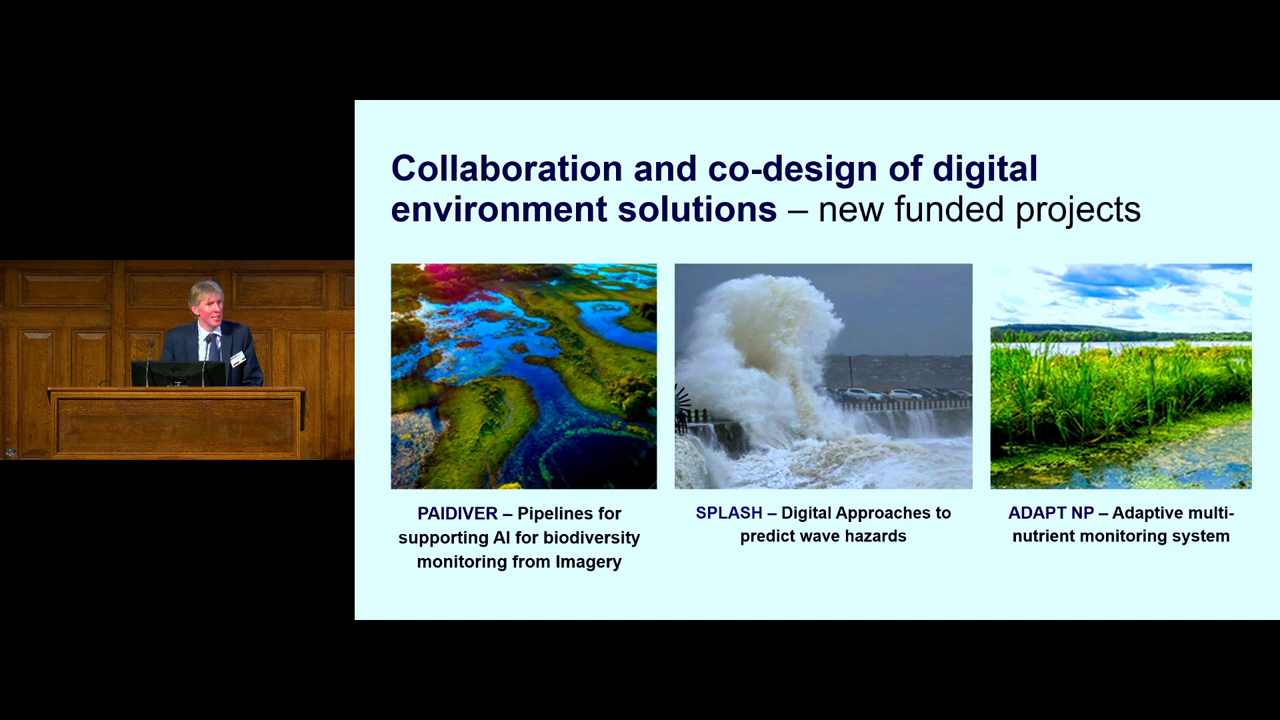 Collaboration and co-design of digital
environment solutions – new funded projects
PAIDIVER – Pipelines for
supporting AI for biodiversity
monitoring from Imagery
SPLASH – Digital Approaches to
predict wave hazards
ADAPT NP – Adaptive multi-
nutrient monitoring system